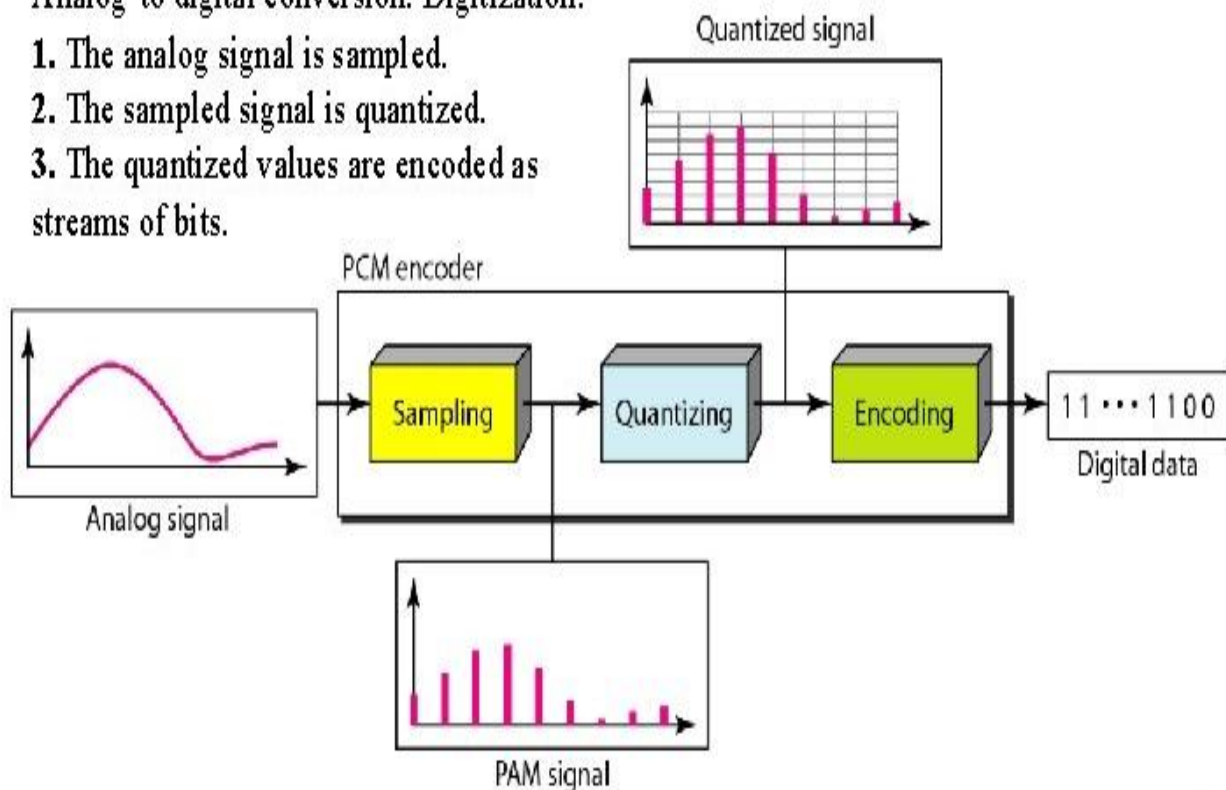 Analog-to digital conversion. Digitization.
1. The analog signal is sampled.
2. The sampled signal is quantized.
3. The quantized values are encoded as
streams of bits.
Quantized signal
PCM encoder
Sampling
Quantizing
Encoding
11•••1100
Digital data
Analog signal
PAM signal